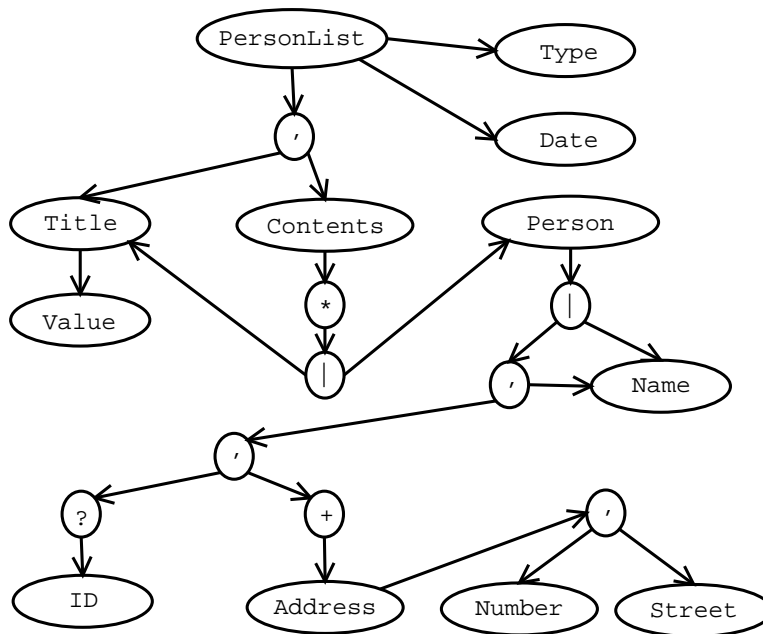 PersonList
Type
,
Date
Title
Contents
Person
Value
*
|
|
,
Name
,
?
+
,
ID
Address
Number
Street